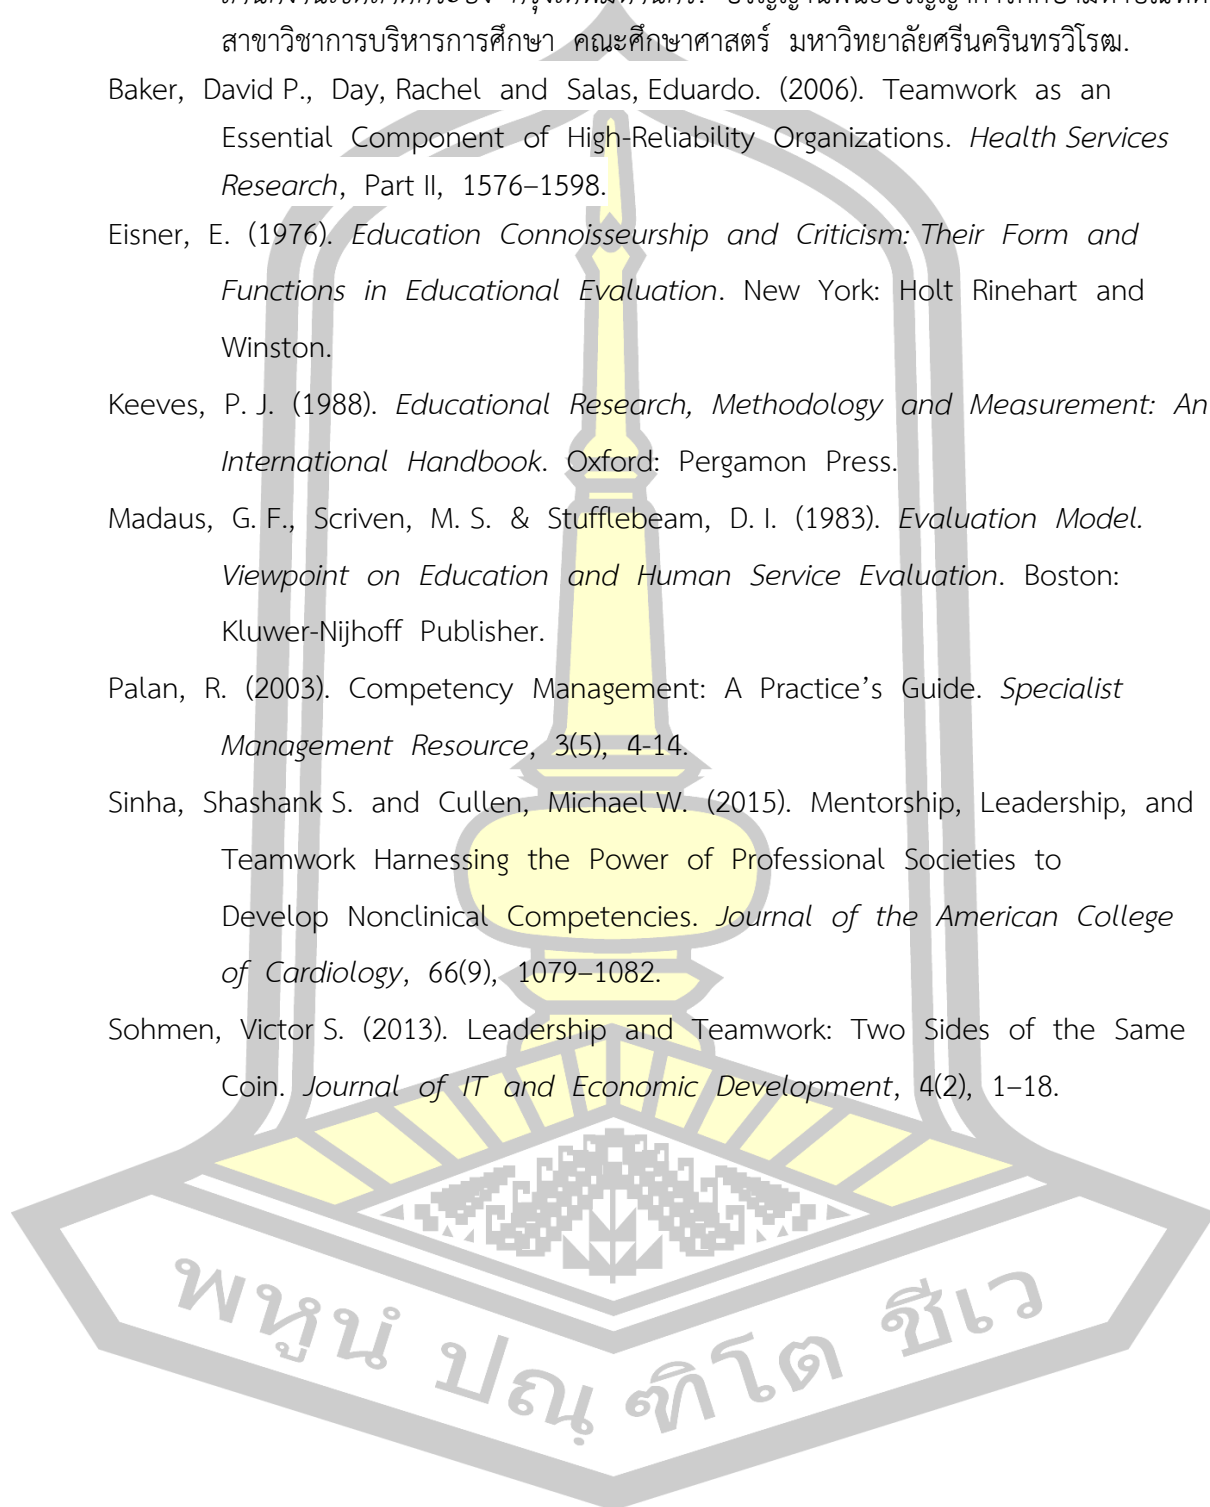 สาขาวิชาการบริหารการศึกษา คณะศึกษาศาสตร์ มหาวิทยาลัยศรีนครินทรวิโรฒ.
Baker, David P., Day, Rachel and Salas, Eduardo. (2006). Teamwork as an
Essential Component of High-Reliability Organizations. Health Services
Research, Part II, 1576–1598.
Eisner, E. (1976). Education Connoisseurship and Criticism: Their Form and
Functions in Educational Evaluation. New York: Holt Rinehart and
Winston.
Keeves, P. J. (1988). Educational Research, Methodology and Measurement: An
International Handbook. Oxford: Pergamon Press.
Madaus, G. F., Scriven, M. S. & Stufflebeam, D. I. (1983). Evaluation Model.
Viewpoint on Education and Human Service Evaluation. Boston:
Kluwer-Nijhoff Publisher.
Palan, R. (2003). Competency Management: A Practice’s Guide. Specialist
Management Resource, 3(5), 4-14.
Sinha, Shashank S. and Cullen, Michael W. (2015). Mentorship, Leadership, and
Teamwork Harnessing the Power of Professional Societies to
Develop Nonclinical Competencies. Journal of the American College
of Cardiology, 66(9), 1079–1082.
Sohmen, Victor S. (2013). Leadership and Teamwork: Two Sides of the Same
Coin. Journal of IT and Economic Development, 4(2), 1–18.
พหูนํ ปณฺฑิโต ชีเว